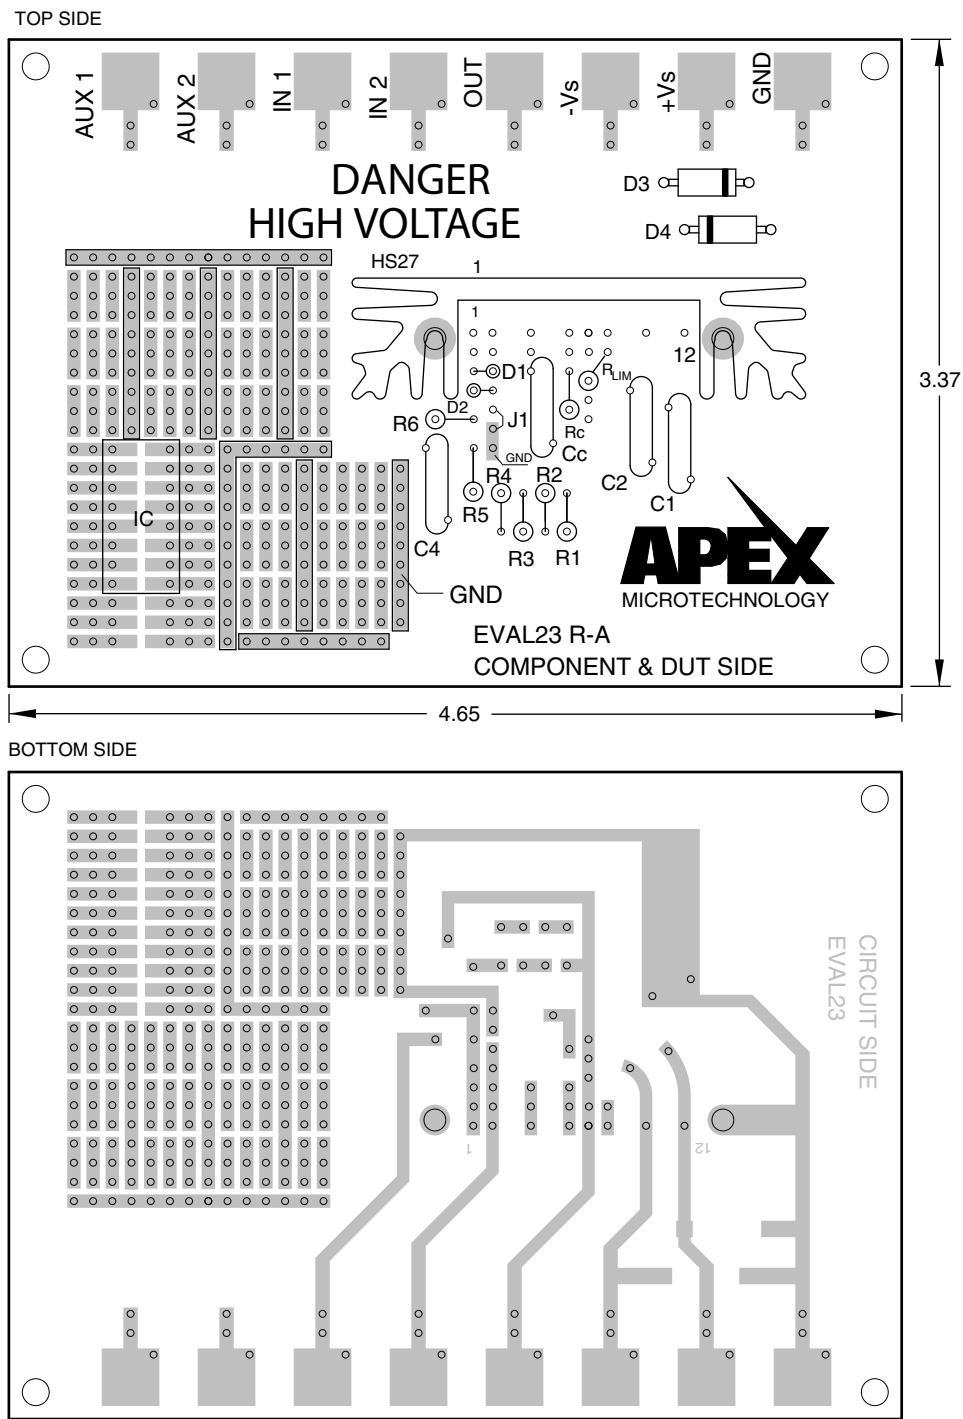 TOP SIDE
AUX 1
AUX 2
IN 1
IN 2
OUT
-Vs
+Vs
GND
DANGER
HIGH VOLTAGE
D3
D4
HS27
1
1
12
3.37
D1
RLIM
D2
J1
R6
Rc
GND
Cc
R4
R2
C2
C1
R5
IC
C4
R3
R1
APEX
MICROTECHNOLOGY
GND
EVAL23 R-A
COMPONENT & DUT SIDE
4.65
BOTTOM SIDE
CIRCUIT SIDE
EVAL23
1
12